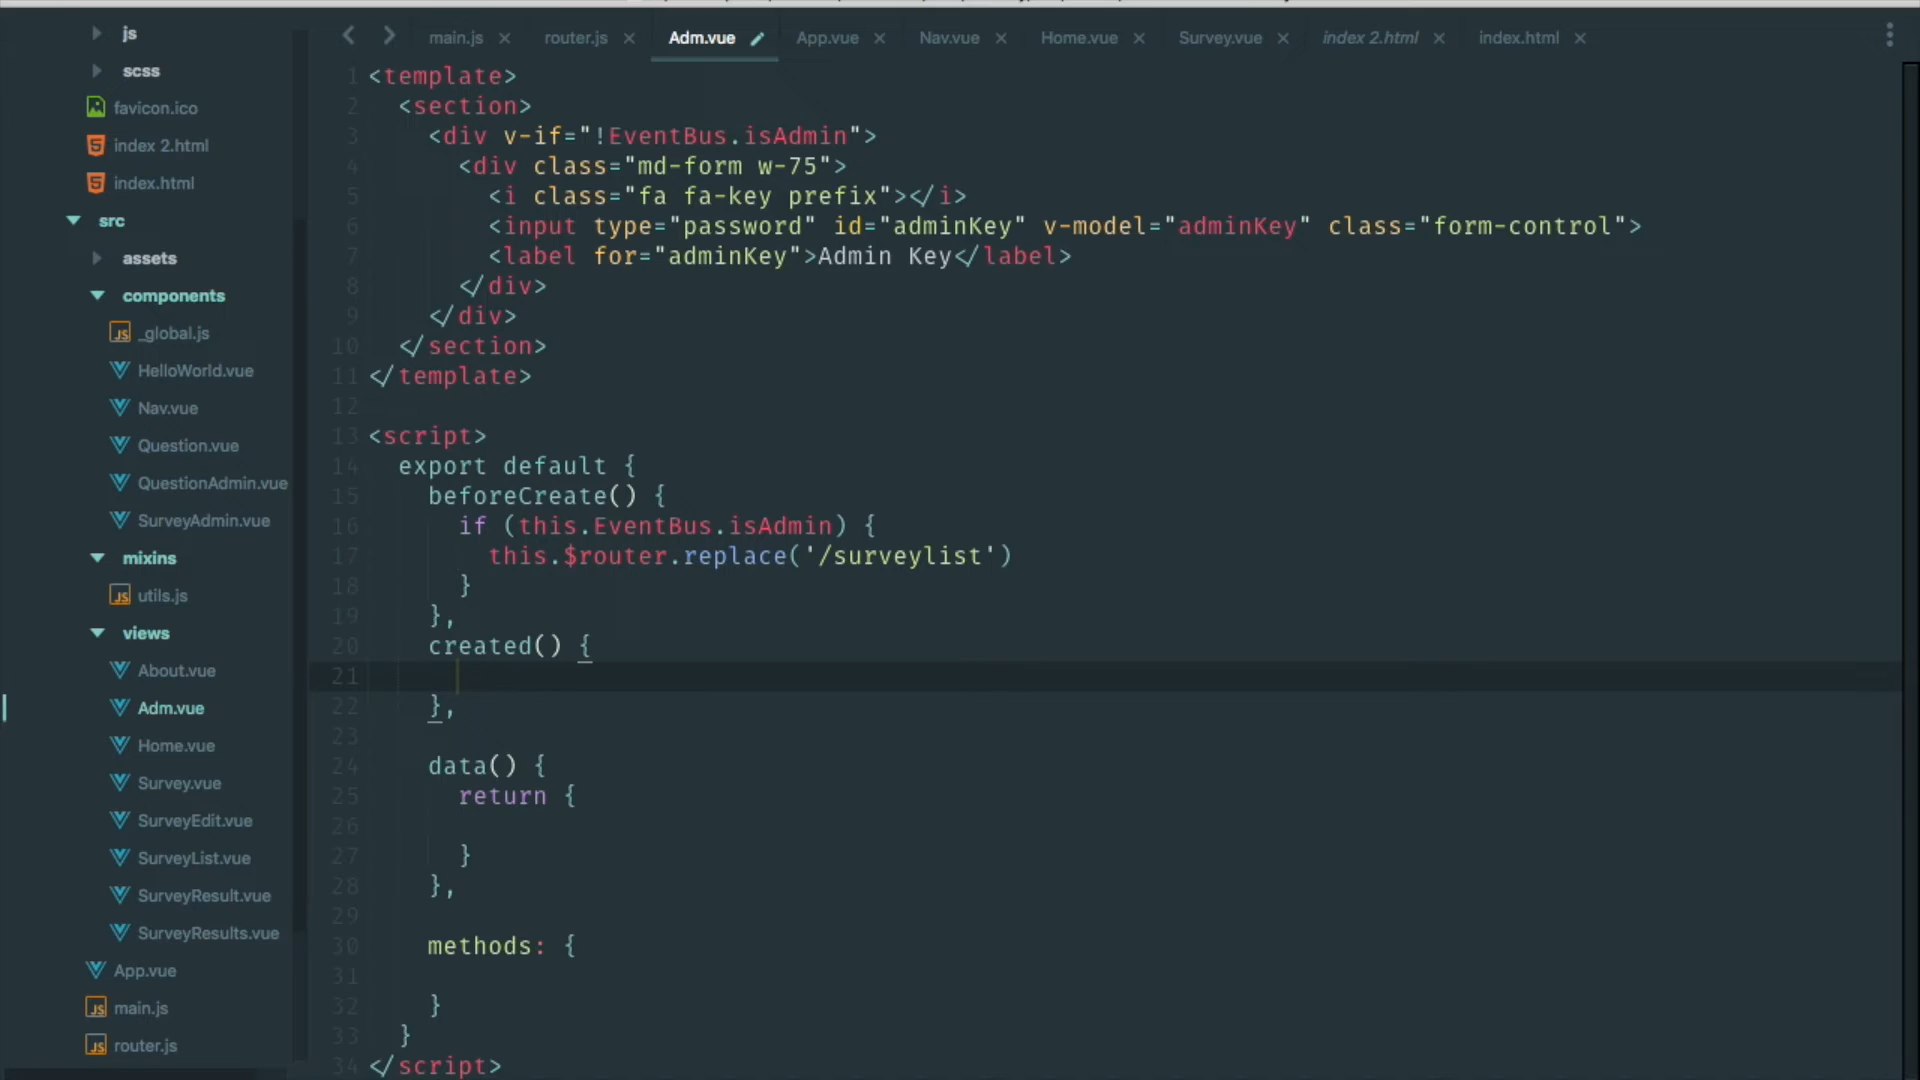 js
scss
favicon.ico
index 2.html
index.html
src
assets
components
_global.js
HelloWorld.vue
Nav.vue
Question.vue
QuestionAdmin.vue
SurveyAdmin.vue
mixins
utils.js
views
About.vue
Adm.vue
Home.vue
Survey.vue
SurveyEdit.vue
SurveyList.vue
SurveyResult.vue
SurveyResults.vue
App.vue
main.js
router.js
main.js × router.js × Adm.vue App.vue × Nav.vue × Home.vue × Survey.vue × index 2.html × index.html ×
1 <template>
2 <section>
3 <div v-if="!EventBus.isAdmin">
4 <div class="md-form w-75">
5 <i class="fa fa-key prefix"></i>
6 <input type="password" id="adminKey" v-model="adminKey" class="form-control">
7 <label for="adminKey">Admin Key</label>
8 </div>
9 </div>
10 </section>
11 </template>
12
13 <script>
14 export default {
15 beforeCreate() {
16 if (this.EventBus.isAdmin) {
17 this.$router.replace('/surveylist')
18 }
19 },
20 created() {
21
22 },
23
24 data() {
25 return {
26
27 }
28 },
29
30 methods: {
31
32 }
33 }
34 </script>